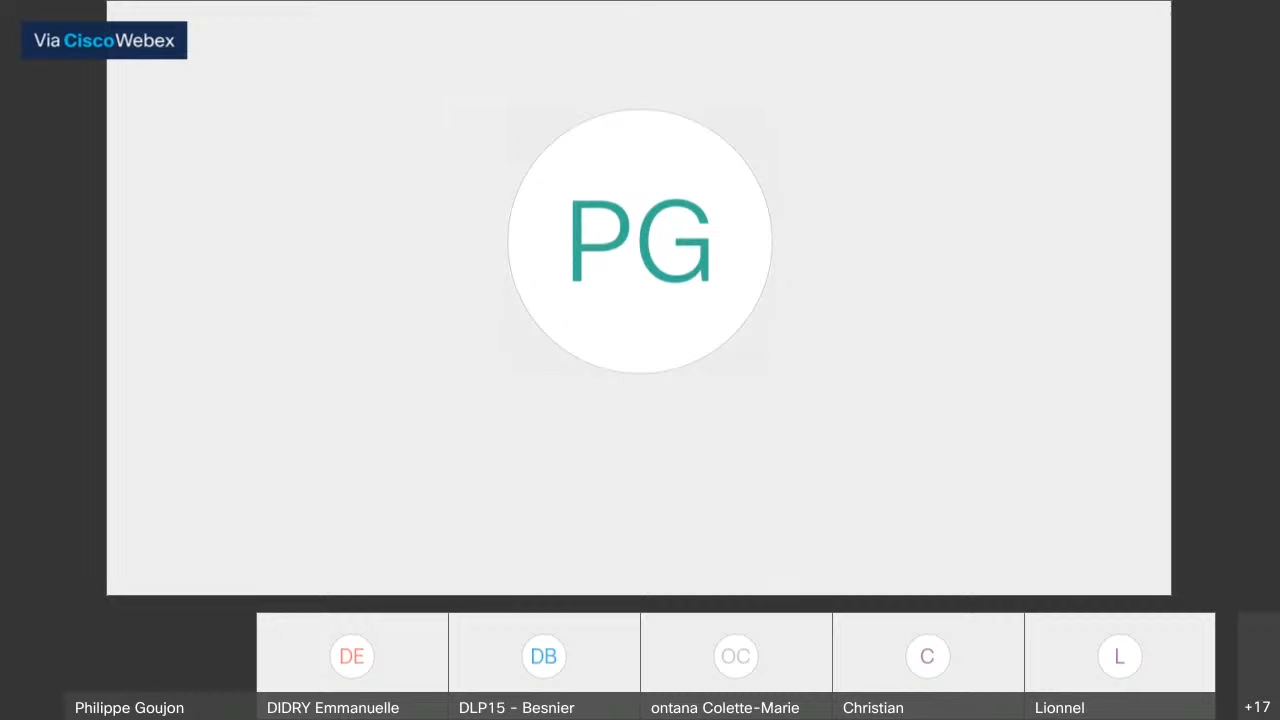 Via CiscoWebex
PG
DE
DB
OC
C
L
Philippe Goujon
DIDRY Emmanuelle
DLP15 - Besnier
ontana Colette-Marie
Christian
Lionnel
+17